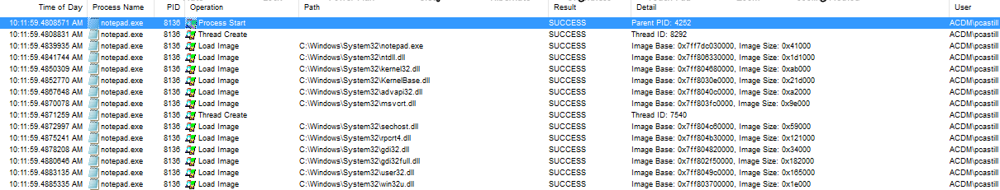 Time of Day Process Name PID Operation Path Result Detail User
10:11:59.4808571 AM notepad.exe 8136 Process Start SUCCESS Parent PID: 4252 ACDM\pcastill
10:11:59.4808831 AM notepad.exe 8136 Thread Create SUCCESS Thread ID: 8292 ACDM\pcastill
10:11:59.4839935 AM notepad.exe 8136 Load Image C:\Windows\System32\notepad.exe SUCCESS Image Base: 0x7ff7dc030000, Image Size: 0x41000 ACDM\pcastill
10:11:59.4841744 AM notepad.exe 8136 Load Image C:\Windows\System32\ntdll.dll SUCCESS Image Base: 0x7ff806330000, Image Size: 0x1d1000 ACDM\pcastill
10:11:59.4850309 AM notepad.exe 8136 Load Image C:\Windows\System32\kernel32.dll SUCCESS Image Base: 0x7ff804680000, Image Size: 0xab000 ACDM\pcastill
10:11:59.4852770 AM notepad.exe 8136 Load Image C:\Windows\System32\KernelBase.dll SUCCESS Image Base: 0x7ff8030e0000, Image Size: 0x21d000 ACDM\pcastill
10:11:59.4867648 AM notepad.exe 8136 Load Image C:\Windows\System32\advapi32.dll SUCCESS Image Base: 0x7ff8040c0000, Image Size: 0xa2000 ACDM\pcastill
10:11:59.4870078 AM notepad.exe 8136 Load Image C:\Windows\System32\msvcrt.dll SUCCESS Image Base: 0x7ff803fc0000, Image Size: 0x9e000 ACDM\pcastill
10:11:59.4871259 AM notepad.exe 8136 Thread Create SUCCESS Thread ID: 7540 ACDM\pcastill
10:11:59.4872997 AM notepad.exe 8136 Load Image C:\Windows\System32\sechost.dll SUCCESS Image Base: 0x7ff804c60000, Image Size: 0x59000 ACDM\pcastill
10:11:59.4875241 AM notepad.exe 8136 Load Image C:\Windows\System32\rpcrt4.dll SUCCESS Image Base: 0x7ff804b30000, Image Size: 0x121000 ACDM\pcastill
10:11:59.4878208 AM notepad.exe 8136 Load Image C:\Windows\System32\gdi32.dll SUCCESS Image Base: 0x7ff804820000, Image Size: 0x34000 ACDM\pcastill
10:11:59.4880646 AM notepad.exe 8136 Load Image C:\Windows\System32\gdi32full.dll SUCCESS Image Base: 0x7ff802f50000, Image Size: 0x182000 ACDM\pcastill
10:11:59.4883135 AM notepad.exe 8136 Load Image C:\Windows\System32\user32.dll SUCCESS Image Base: 0x7ff8049c0000, Image Size: 0x165000 ACDM\pcastill
10:11:59.4885335 AM notepad.exe 8136 Load Image C:\Windows\System32\win32u.dll SUCCESS Image Base: 0x7ff803700000, Image Size: 0x1e000 ACDM\pcastill